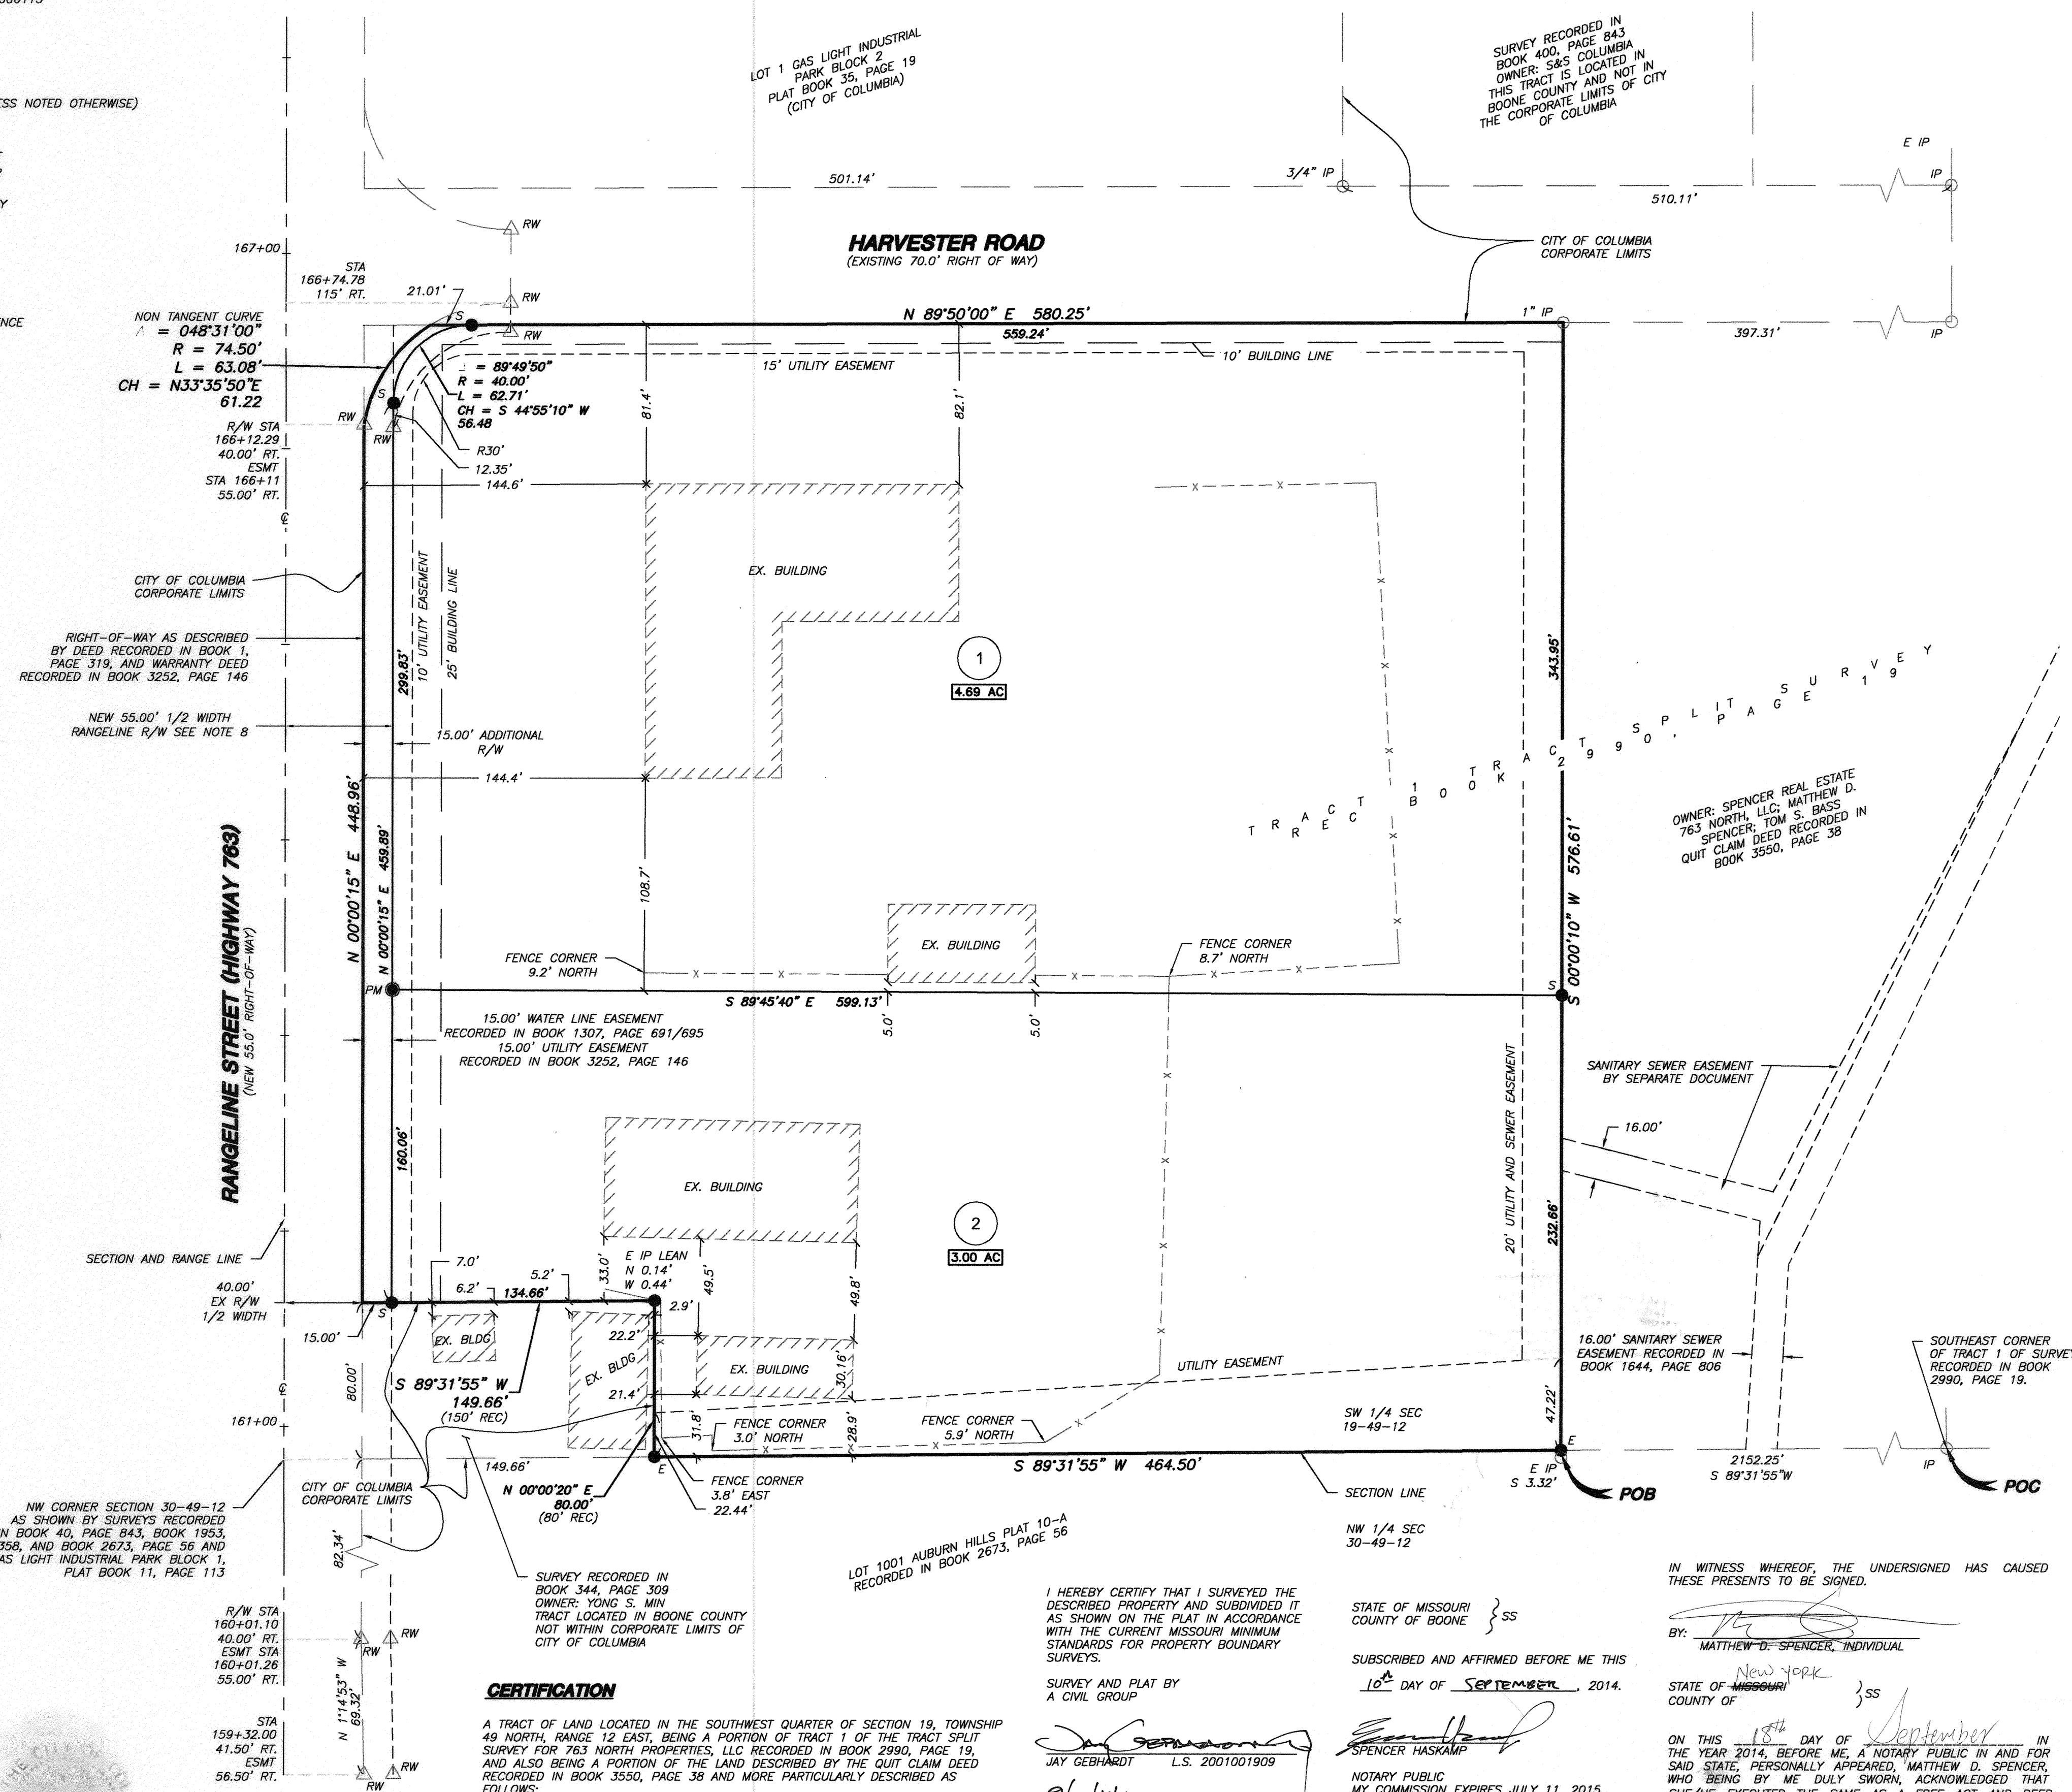 SS NOTED OTHERWISE)
Y
NCE
LOT 1 GAS LIGHT INDUSTRIAL
PARK BLOCK 2
PLAT BOOK 35, PAGE 19
(CITY OF COLUMBIA)
SURVEY RECORDED IN
BOOK 400, PAGE 843
OWNER: S&S COLUMBIA
THIS TRACT IS LOCATED IN
BOONE COUNTY AND NOT IN
THE CORPORATE LIMITS OF CITY
OF COLUMBIA
E IP
501.14'
3/4" IP
IP
510.11'
RW
167+00
HARVESTER ROAD
(EXISTING 70.0' RIGHT OF WAY)
CITY OF COLUMBIA
CORPORATE LIMITS
STA
166+74.78
115' RT.
21.01'
RW
S
RW
N 89°50'00" E 580.25'
559.24'
1" IP
397.31'
IP
NON TANGENT CURVE
Δ = 048°31'00"
R = 74.50'
L = 63.08'
CH = N33°35'50"E
61.22
10' BUILDING LINE
15' UTILITY EASEMENT
= 89°49'50"
R = 40.00'
L = 62.71'
CH = S 44°55'10" W
56.48
S
RW
RW
R30'
12.35'
81.4'
82.1'
R/W STA
166+12.29
40.00' RT.
ESMT
STA 166+11
55.00' RT.
144.6'
EX. BUILDING
CITY OF COLUMBIA
CORPORATE LIMITS
10' UTILITY EASEMENT
25' BUILDING LINE
RIGHT-OF-WAY AS DESCRIBED
BY DEED RECORDED IN BOOK 1,
PAGE 319, AND WARRANTY DEED
RECORDED IN BOOK 3252, PAGE 146
299.83'
1
4.69 AC
343.95'
NEW 55.00' 1/2 WIDTH
RANGELINE R/W SEE NOTE 8
15.00' ADDITIONAL
R/W
144.4'
TRACT 1 TRACT SPLIT SURVEY
REC BOOK 2990, PAGE 19
OWNER: SPENCER REAL ESTATE
763 NORTH, LLC; MATTHEW D.
SPENCER; TOM S. BASS
QUIT CLAIM DEED RECORDED IN
BOOK 3550, PAGE 38
N 00°00'15" E 448.96'
N 00°00'15" E 459.89'
108.7'
S 00°00'10" W 576.61'
RANGELINE STREET (HIGHWAY 763)
(NEW 55.0' RIGHT-OF-WAY)
EX. BUILDING
FENCE CORNER
9.2' NORTH
FENCE CORNER
8.7' NORTH
PM
S 89°45'40" E 599.13'
S
5.0'
5.0'
15.00' WATER LINE EASEMENT
RECORDED IN BOOK 1307, PAGE 691/695
15.00' UTILITY EASEMENT
RECORDED IN BOOK 3252, PAGE 146
SANITARY SEWER EASEMENT
BY SEPARATE DOCUMENT
16.00'
160.06'
EX. BUILDING
20' UTILITY AND SEWER EASEMENT
232.66'
2
3.00 AC
SECTION AND RANGE LINE
40.00'
EX R/W
1/2 WIDTH
7.0'
6.2'
5.2'
134.66'
33.0'
E IP LEAN
N 0.14'
W 0.44'
49.5'
49.8'
2.9'
S
15.00'
EX. BLDG
EX. BLDG
22.2'
EX. BUILDING
30.16'
21.4'
UTILITY EASEMENT
16.00' SANITARY SEWER
EASEMENT RECORDED IN
BOOK 1644, PAGE 806
SOUTHEAST CORNER
OF TRACT 1 OF SURVEY
RECORDED IN BOOK
2990, PAGE 19.
80.00'
S 89°31'55" W
149.66'
(150' REC)
161+00
31.8'
FENCE CORNER
3.0' NORTH
28.9'
FENCE CORNER
5.9' NORTH
SW 1/4 SEC
19-49-12
47.22'
E
149.66'
E
S 89°31'55" W 464.50'
E IP
S 3.32'
2152.25'
S 89°31'55"W
IP
CITY OF COLUMBIA
CORPORATE LIMITS
N 00°00'20" E
80.00'
(80' REC)
FENCE CORNER
3.8' EAST
22.44'
SECTION LINE
POB
POC
NW CORNER SECTION 30-49-12
AS SHOWN BY SURVEYS RECORDED
IN BOOK 40, PAGE 843, BOOK 1953,
358, AND BOOK 2673, PAGE 56 AND
AS LIGHT INDUSTRIAL PARK BLOCK 1,
PLAT BOOK 11, PAGE 113
82.34'
LOT 1001 AUBURN HILLS PLAT 10-A
RECORDED IN BOOK 2673, PAGE 56
NW 1/4 SEC
30-49-12
SURVEY RECORDED IN
BOOK 344, PAGE 309
OWNER: YONG S. MIN
TRACT LOCATED IN BOONE COUNTY
NOT WITHIN CORPORATE LIMITS OF
CITY OF COLUMBIA
R/W STA
160+01.10
40.00' RT.
ESMT STA
160+01.26
55.00' RT.
RW
RW
N 1°14'53" W
69.32'
STA
159+32.00
41.50' RT.
ESMT
56.50' RT.
RW
RW
THE CITY OF CO
CERTIFICATION
A TRACT OF LAND LOCATED IN THE SOUTHWEST QUARTER OF SECTION 19, TOWNSHIP
49 NORTH, RANGE 12 EAST, BEING A PORTION OF TRACT 1 OF THE TRACT SPLIT
SURVEY FOR 763 NORTH PROPERTIES, LLC RECORDED IN BOOK 2990, PAGE 19,
AND ALSO BEING A PORTION OF THE LAND DESCRIBED BY THE QUIT CLAIM DEED
RECORDED IN BOOK 3550, PAGE 38 AND MORE PARTICULARLY DESCRIBED AS
FOLLOWS:
I HEREBY CERTIFY THAT I SURVEYED THE
DESCRIBED PROPERTY AND SUBDIVIDED IT
AS SHOWN ON THE PLAT IN ACCORDANCE
WITH THE CURRENT MISSOURI MINIMUM
STANDARDS FOR PROPERTY BOUNDARY
SURVEYS.
SURVEY AND PLAT BY
A CIVIL GROUP
JAY GEBHARDT L.S. 2001001909
STATE OF MISSOURI
COUNTY OF BOONE } SS
SUBSCRIBED AND AFFIRMED BEFORE ME THIS
10th DAY OF SEPTEMBER, 2014.
SPENCER HASKAMP
NOTARY PUBLIC
MY COMMISSION EXPIRES JULY 11, 2015
IN WITNESS WHEREOF, THE UNDERSIGNED HAS CAUSED
THESE PRESENTS TO BE SIGNED.
BY:
MATTHEW D. SPENCER, INDIVIDUAL
New York
STATE OF MISSOURI
COUNTY OF } SS
ON THIS 18th DAY OF September IN
THE YEAR 2014, BEFORE ME, A NOTARY PUBLIC IN AND FOR
SAID STATE, PERSONALLY APPEARED, MATTHEW D. SPENCER,
WHO BEING BY ME DULY SWORN, ACKNOWLEDGED THAT
SHE/HE EXECUTED THE SAME AS A FREE ACT AND DEED